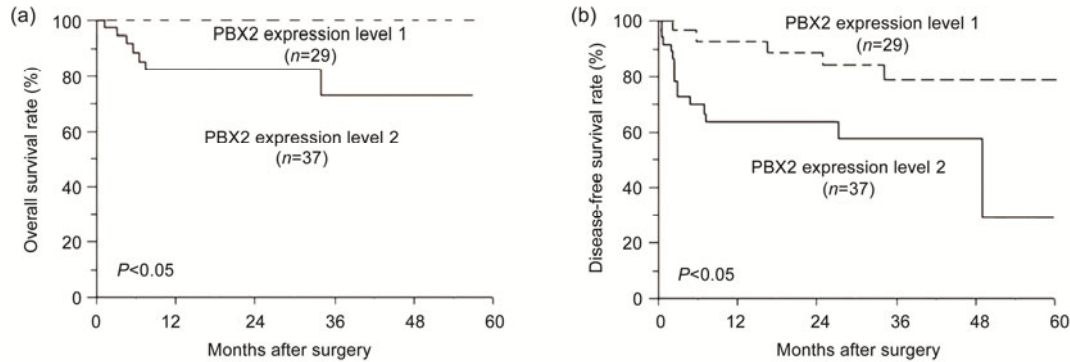 (a)
Overall survival rate (%)
100
80
60
40
20
0
PBX2 expression level 1
(n=29)
PBX2 expression level 2
(n=37)
P<0.05
0 12 24 36 48 60
Months after surgery
(b)
Disease-free survival rate (%)
100
80
60
40
20
0
PBX2 expression level 1
(n=29)
PBX2 expression level 2
(n=37)
P<0.05
0 12 24 36 48 60
Months after surgery